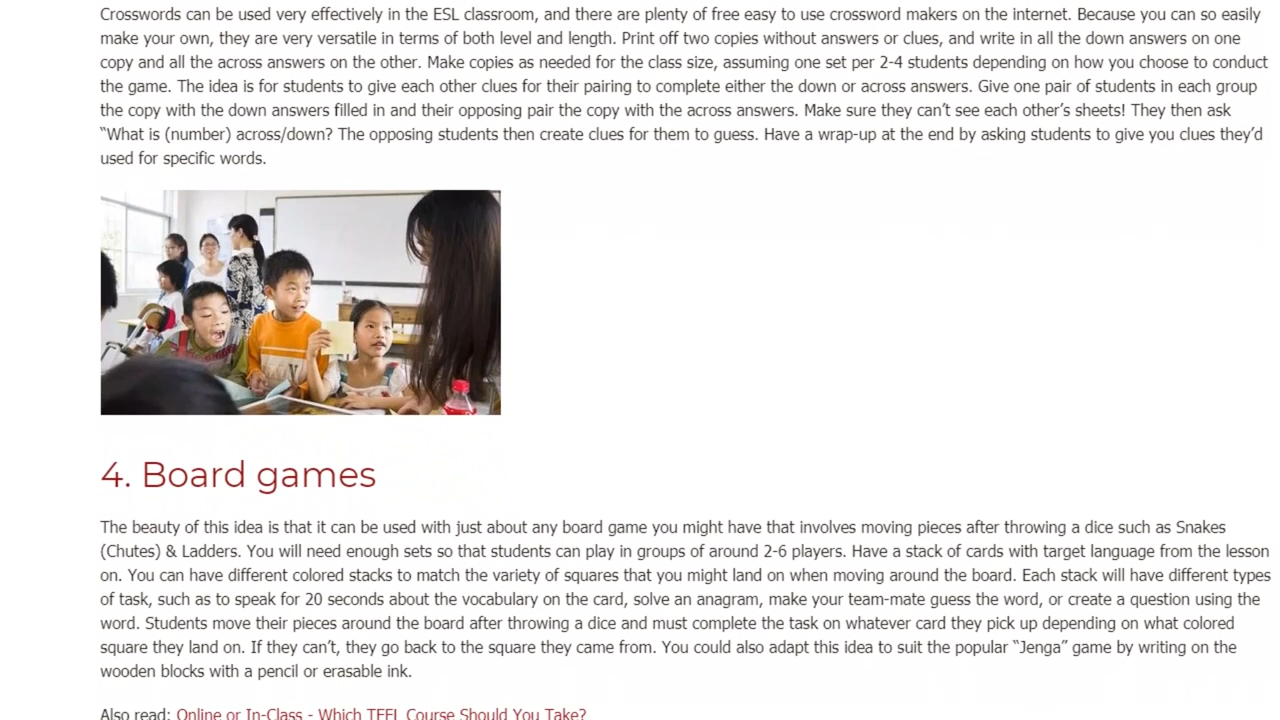 Crosswords can be used very effectively in the ESL classroom, and there are plenty of free easy to use crossword makers on the internet. Because you can so easily
make your own, they are very versatile in terms of both level and length. Print off two copies without answers or clues, and write in all the down answers on one
copy and all the across answers on the other. Make copies as needed for the class size, assuming one set per 2-4 students depending on how you choose to conduct
the game. The idea is for students to give each other clues for their pairing to complete either the down or across answers. Give one pair of students in each group
the copy with the down answers filled in and their opposing pair the copy with the across answers. Make sure they can’t see each other’s sheets! They then ask
“What is (number) across/down? The opposing students then create clues for them to guess. Have a wrap-up at the end by asking students to give you clues they’d
used for specific words.
4. Board games
The beauty of this idea is that it can be used with just about any board game you might have that involves moving pieces after throwing a dice such as Snakes
(Chutes) & Ladders. You will need enough sets so that students can play in groups of around 2-6 players. Have a stack of cards with target language from the lesson
on. You can have different colored stacks to match the variety of squares that you might land on when moving around the board. Each stack will have different types
of task, such as to speak for 20 seconds about the vocabulary on the card, solve an anagram, make your team-mate guess the word, or create a question using the
word. Students move their pieces around the board after throwing a dice and must complete the task on whatever card they pick up depending on what colored
square they land on. If they can’t, they go back to the square they came from. You could also adapt this idea to suit the popular “Jenga” game by writing on the
wooden blocks with a pencil or erasable ink.
Also read: Online or In-Class - Which TEFL Course Should You Take?